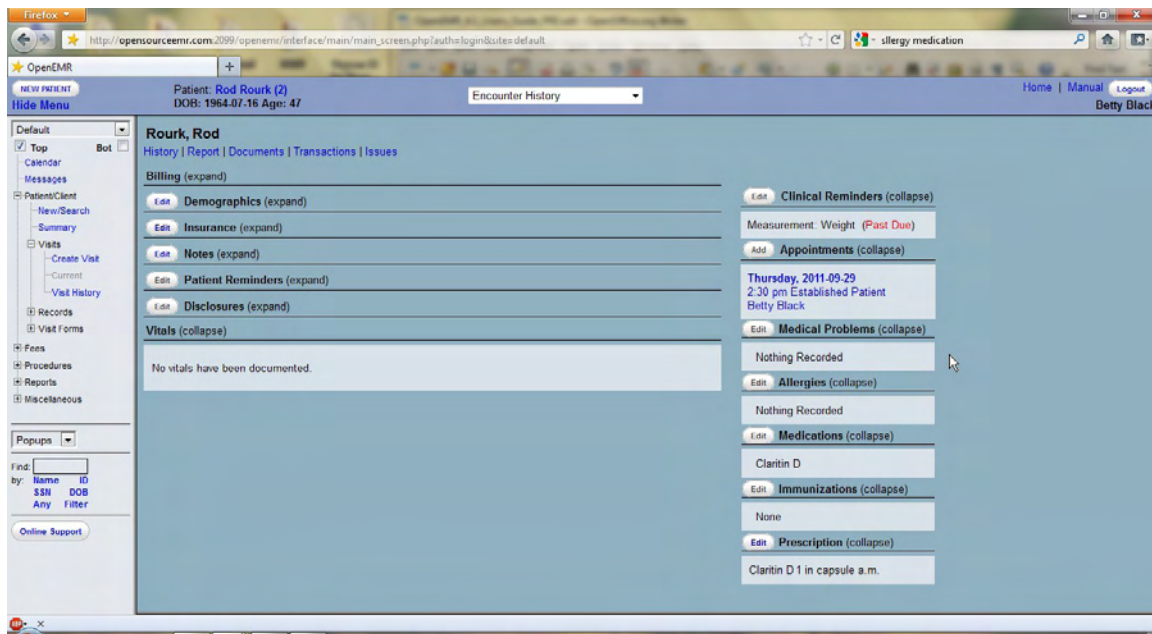 Firefox
http://opensourceemr.com:2099/openemr/interface/main/main_screen.php?auth=login&site=default
sllergy medication
OpenEMR
+
NEW PATIENT
Hide Menu
Patient: Rod Rourk (2)
DOB: 1964-07-16 Age: 47
Encounter History
Home | Manual Logout
Betty Black
Default
Top Bot
Calendar
Messages
Patient/Client
New/Search
Summary
Visits
Create Visit
Current
Visit History
Records
Visit Forms
Fees
Procedures
Reports
Miscellaneous
Popups
Find:
by: Name ID
SSN DOB
Any Filter
Online Support
Rourk, Rod
History | Report | Documents | Transactions | Issues
Billing (expand)
Edit Demographics (expand)
Edit Insurance (expand)
Edit Notes (expand)
Edit Patient Reminders (expand)
Edit Disclosures (expand)
Vitals (collapse)
No vitals have been documented.
Edit Clinical Reminders (collapse)
Measurement: Weight (Past Due)
Add Appointments (collapse)
Thursday, 2011-09-29
2:30 pm Established Patient
Betty Black
Edit Medical Problems (collapse)
Nothing Recorded
Edit Allergies (collapse)
Nothing Recorded
Edit Medications (collapse)
Claritin D
Edit Immunizations (collapse)
None
Edit Prescription (collapse)
Claritin D 1 in capsule a.m.